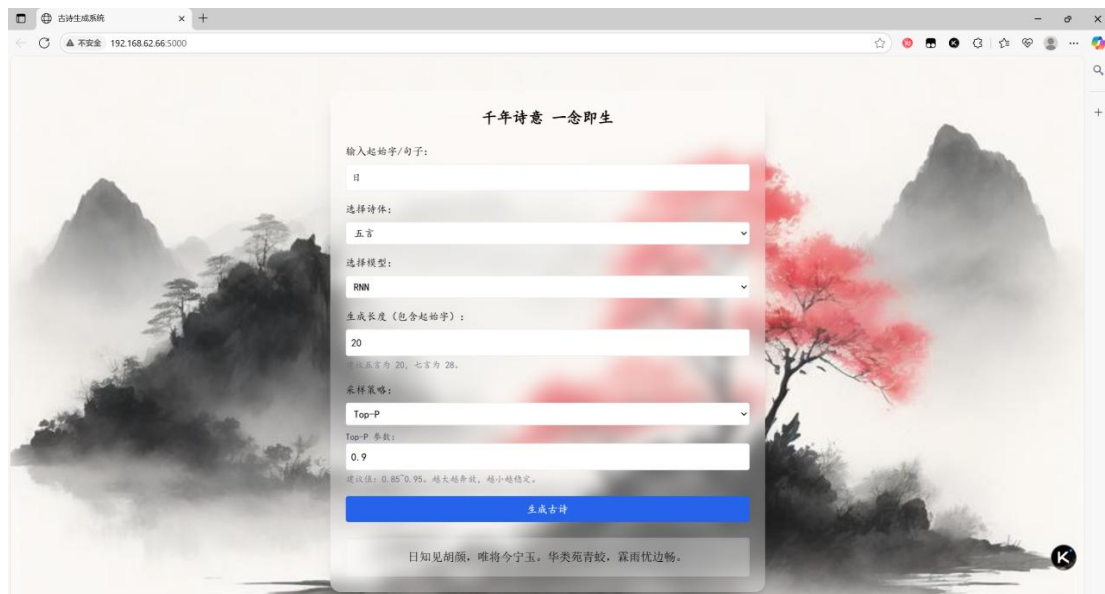 古诗生成系统
不安全 192.168.62.66:5000
千年诗意 一念即生
输入起始字/句子：
日
选择诗体：
五言
选择模型：
RNN
生成长度（包含起始字）：
20
建议五言为 20，七言为 28。
采样策略：
Top-P
Top-P 参数：
0.9
建议值：0.85~0.95。越大越奔放，越小越稳定。
生成古诗
日知见胡颜，唯将今宁玉。华类苑青蛟，霖雨忧边畅。
K